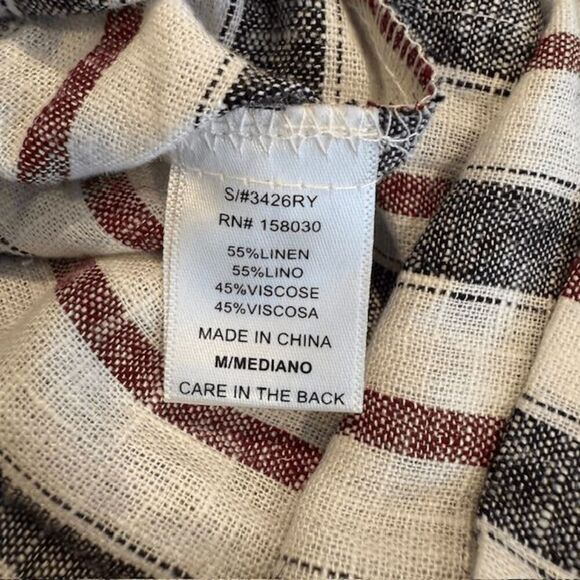 S/#3426RY
RN# 158030
55%LINEN
55%LINO
45%VISCOSE
45%VISCOSA
MADE IN CHINA
M/MEDIANO
CARE IN THE BACK